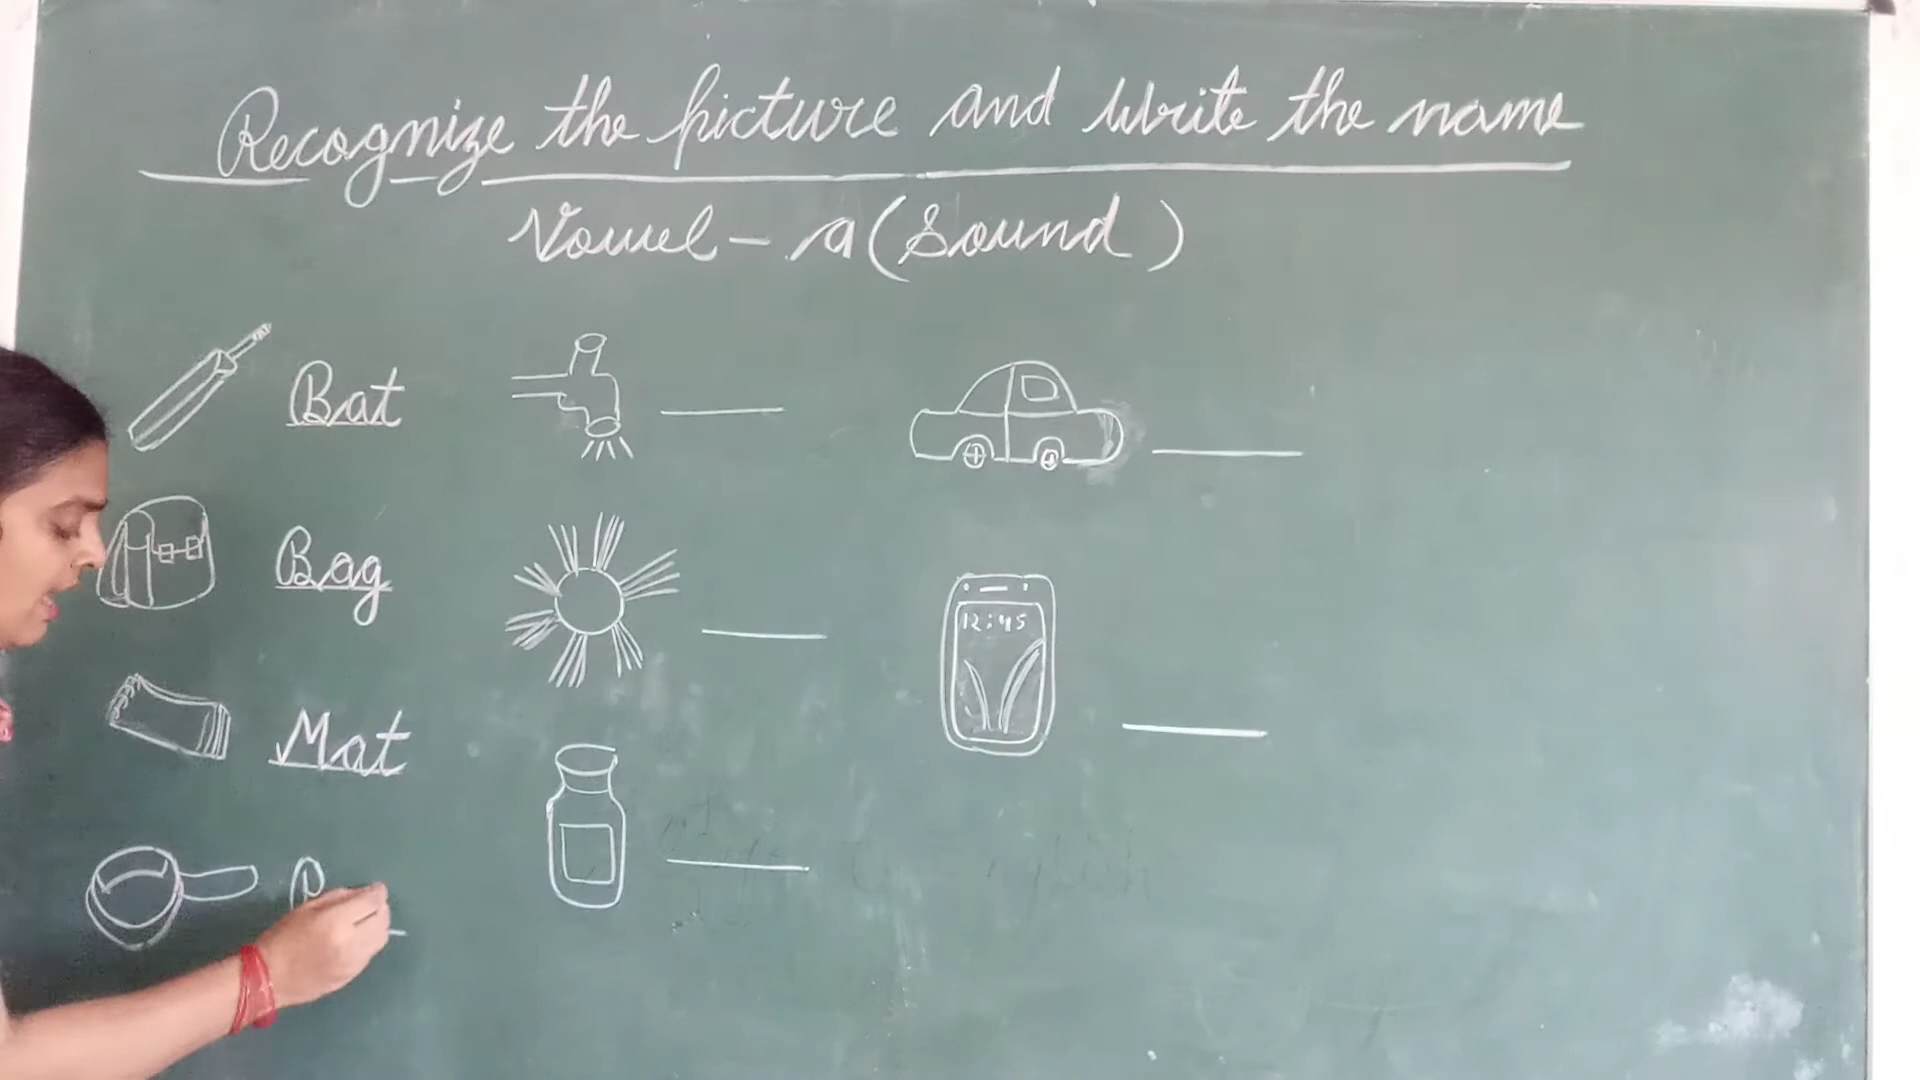 Recognize the picture and Write the name
Vowel - a (Sound)
Bat
Bag
Mat
P
12:45